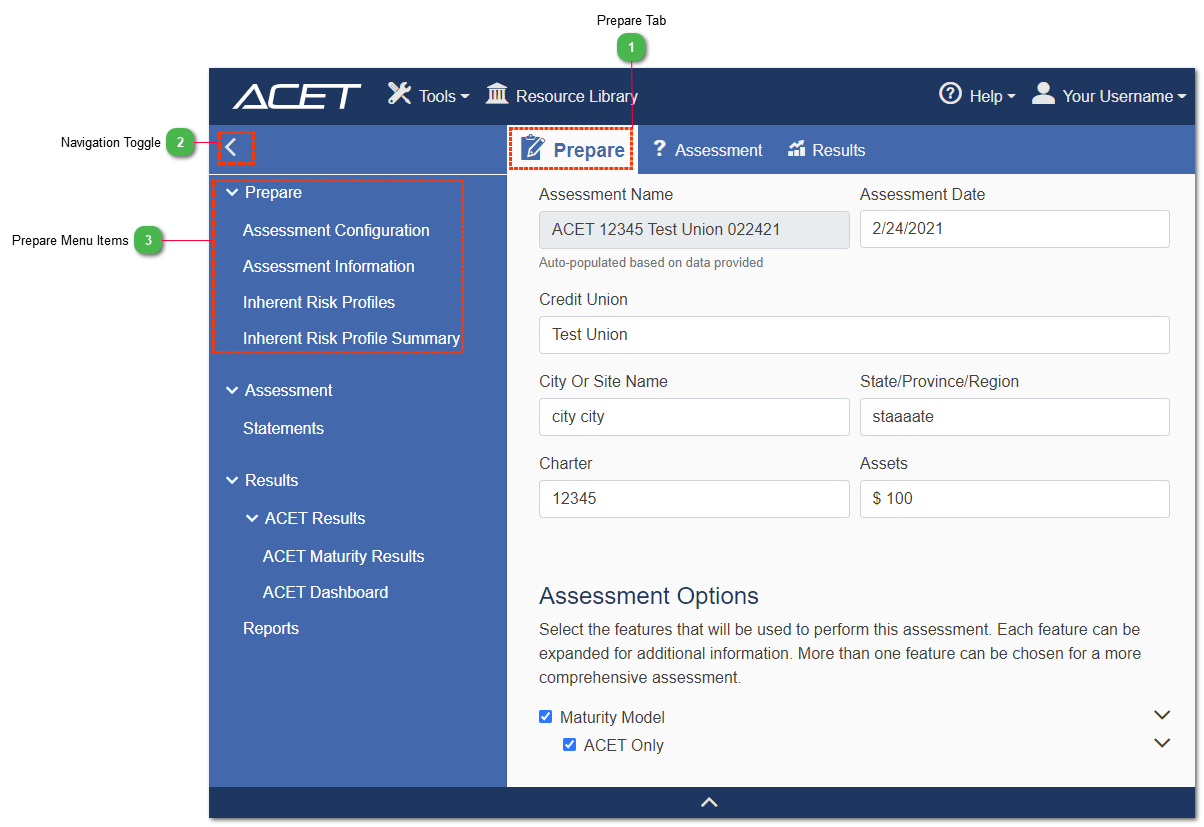 Prepare Tab
1
ACET Tools Resource Library Help Your Username
Navigation Toggle 2
Prepare ? Assessment Results
Prepare
Assessment Configuration
Assessment Information
Inherent Risk Profiles
Inherent Risk Profile Summary
Prepare Menu Items 3
Assessment
Statements
Results
ACET Results
ACET Maturity Results
ACET Dashboard
Reports
Assessment Name Assessment Date
ACET 12345 Test Union 022421 2/24/2021
Auto-populated based on data provided
Credit Union
Test Union
City Or Site Name State/Province/Region
city city staaaate
Charter Assets
12345 $ 100
Assessment Options
Select the features that will be used to perform this assessment. Each feature can be
expanded for additional information. More than one feature can be chosen for a more
comprehensive assessment.
Maturity Model
ACET Only